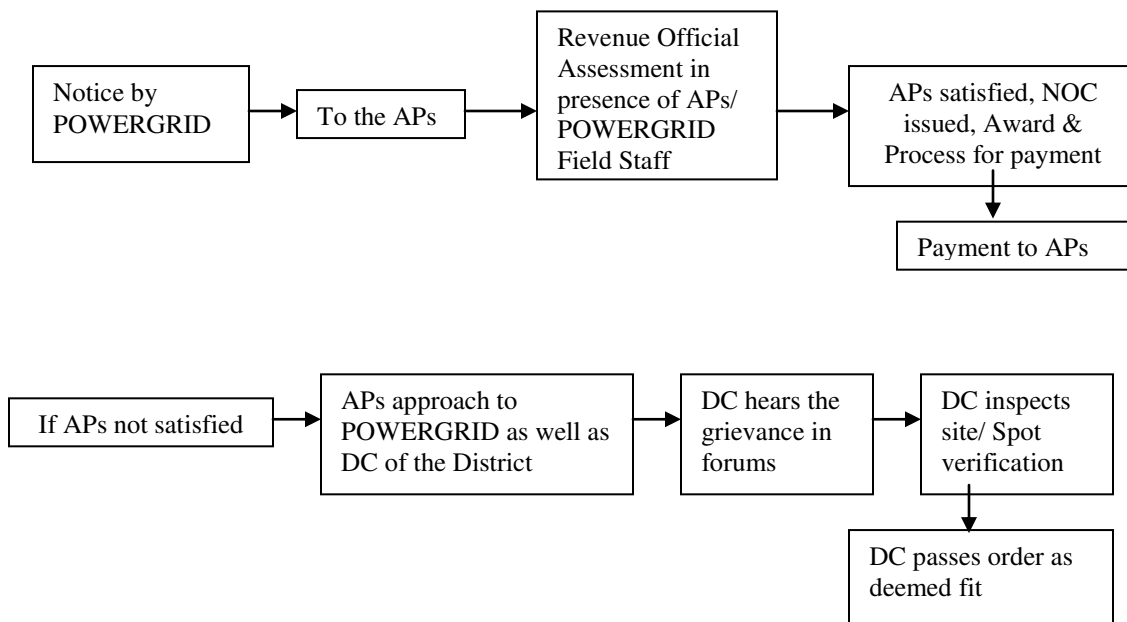 Notice by
POWERGRID
To the APs
Revenue Official
Assessment in
presence of APs/
POWERGRID
Field Staff
APs satisfied, NOC
issued, Award &
Process for payment
Payment to APs
If APs not satisfied
APs approach to
POWERGRID as well as
DC of the District
DC hears the
grievance in
forums
DC inspects
site/ Spot
verification
DC passes order as
deemed fit